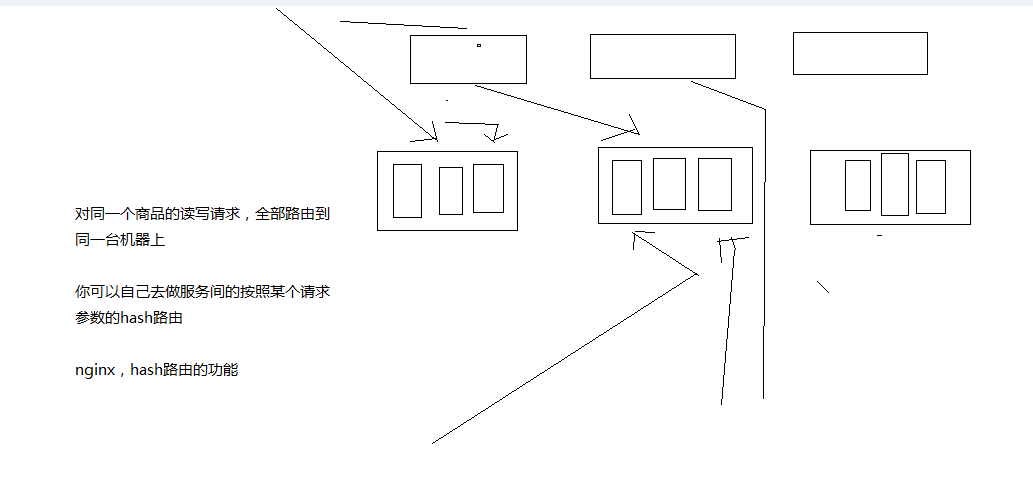 对同一个商品的读写请求，全部路由到
同一台机器上
你可以自己去做服务间的按照某个请求
参数的hash路由
nginx，hash路由的功能